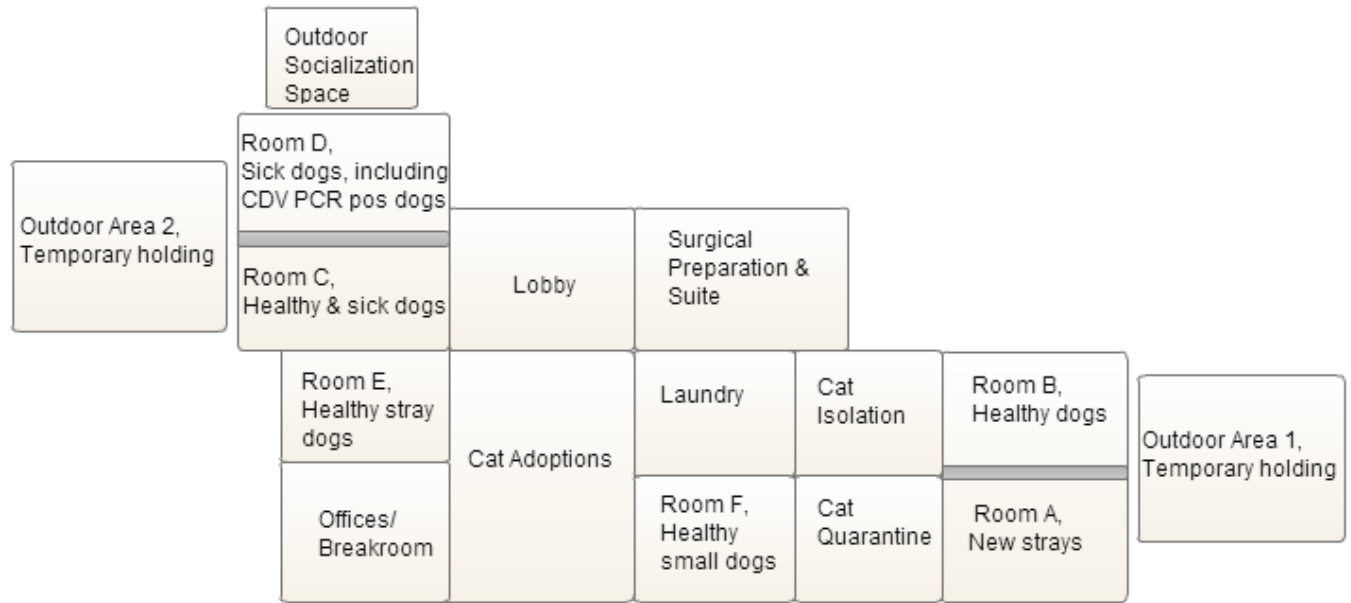 Outdoor
Socialization
Space
Room D,
Sick dogs, including
CDV PCR pos dogs
Outdoor Area 2,
Temporary holding
Room C,
Healthy & sick dogs
Lobby
Surgical
Preparation &
Suite
Room E,
Healthy stray
dogs
Cat Adoptions
Laundry
Cat
Isolation
Room B,
Healthy dogs
Outdoor Area 1,
Temporary holding
Offices/
Breakroom
Room F,
Healthy
small dogs
Cat
Quarantine
Room A,
New strays